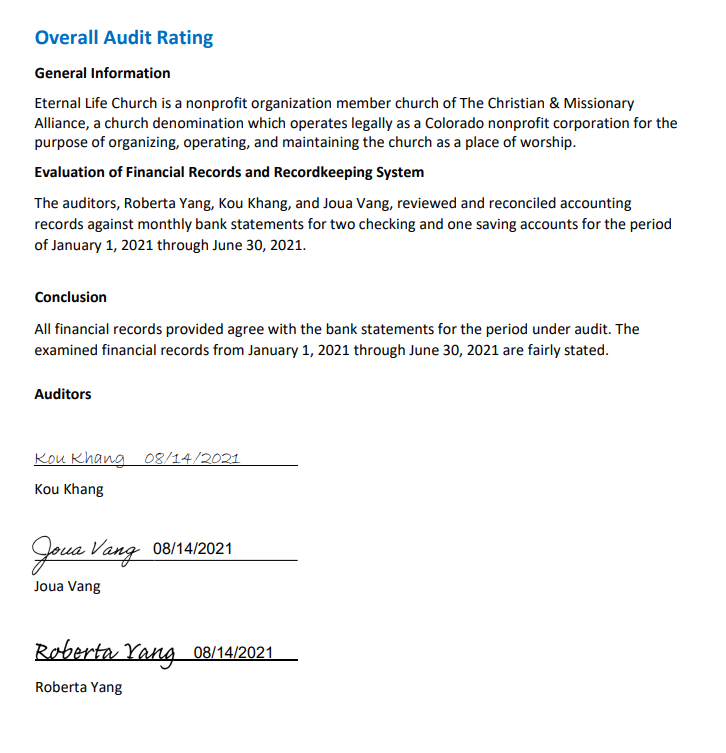 Overall Audit Rating
General Information
Eternal Life Church is a nonprofit organization member church of The Christian & Missionary
Alliance, a church denomination which operates legally as a Colorado nonprofit corporation for the
purpose of organizing, operating, and maintaining the church as a place of worship.
Evaluation of Financial Records and Recordkeeping System
The auditors, Roberta Yang, Kou Khang, and Joua Vang, reviewed and reconciled accounting
records against monthly bank statements for two checking and one saving accounts for the period
of January 1, 2021 through June 30, 2021.
Conclusion
All financial records provided agree with the bank statements for the period under audit. The
examined financial records from January 1, 2021 through June 30, 2021 are fairly stated.
Auditors
Kou Khang 08/14/2021
Kou Khang
Joua Vang 08/14/2021
Joua Vang
Roberta Yang 08/14/2021
Roberta Yang